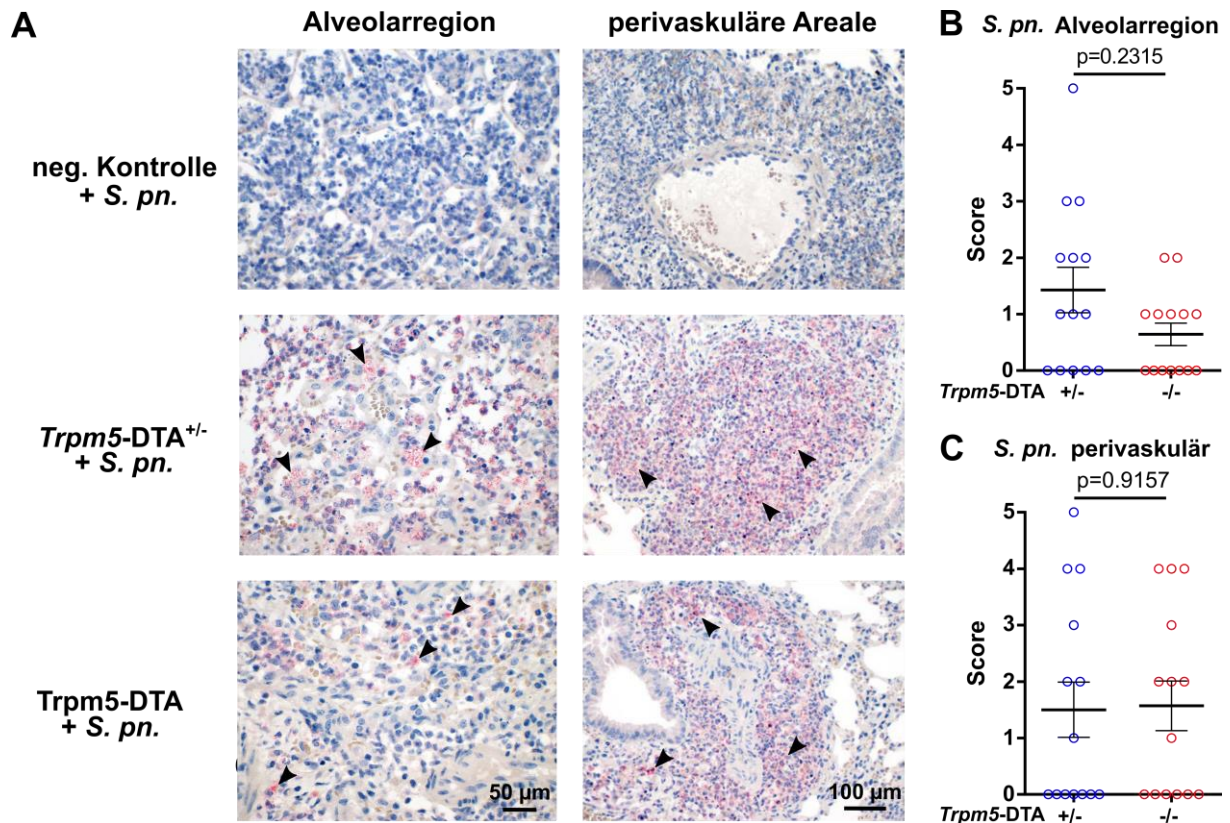 A
Alveolarregion
perivaskuläre Areale
neg. Kontrolle
+ S. pn.
Trpm5-DTA+/-
+ S. pn.
Trpm5-DTA
+ S. pn.
50 µm
100 µm
B S. pn. Alveolarregion
p=0.2315
Score
5
4
3
2
1
0
Trpm5-DTA +/- -/-
C S. pn. perivaskulär
p=0.9157
Score
5
4
3
2
1
0
Trpm5-DTA +/- -/-